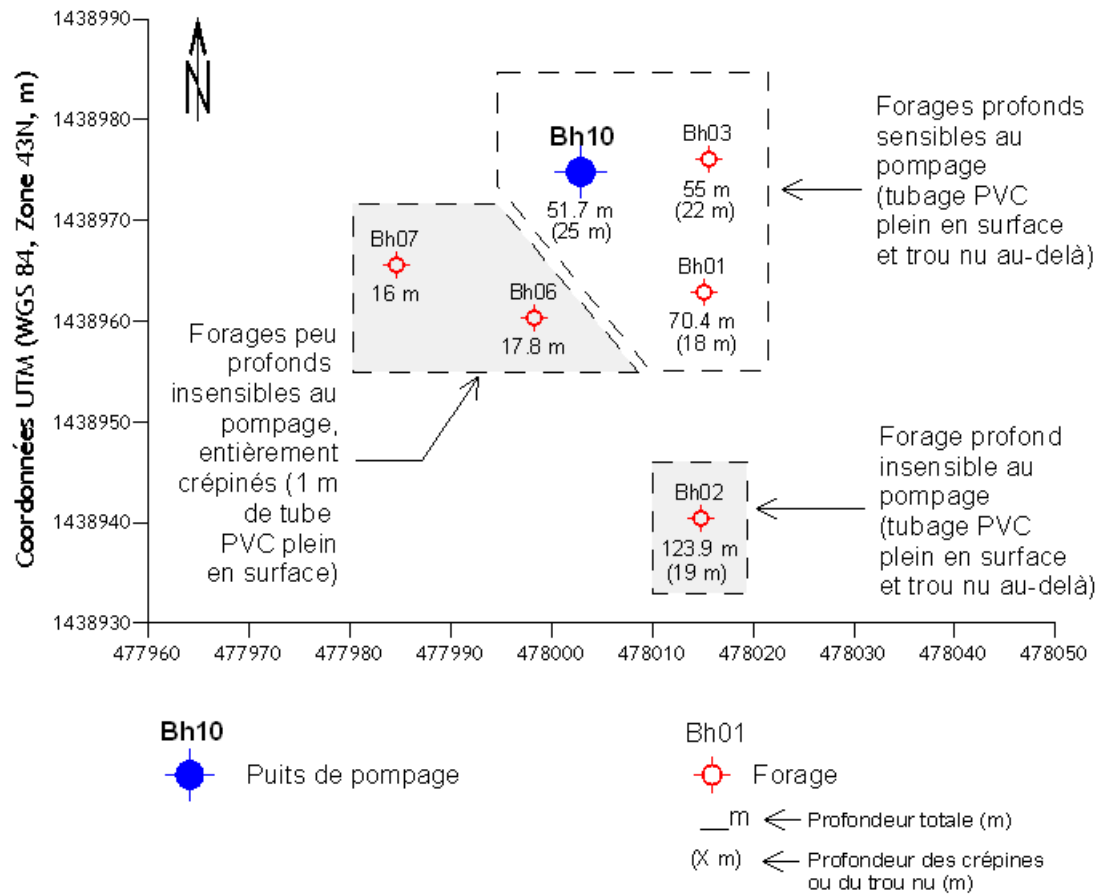 Coordonnées UTM (WGS 84, Zone 43N, m)
1438990
1438980
1438970
1438960
1438950
1438940
1438930
477960
477970
477980
477990
478000
478010
478020
478030
478040
478050
N
Bh10
51.7 m
(25 m)
Bh03
55 m
(22 m)
Bh01
70.4 m
(18 m)
Bh07
16 m
Bh06
17.8 m
Bh02
123.9 m
(19 m)
Forages profonds
sensibles au
pompage
(tubage PVC
plein en surface
et trou nu au-delà)
Forages peu
profonds
insensibles au
pompage,
entièrement
crépinés (1 m
de tube
PVC plein
en surface)
Forage profond
insensible au
pompage
(tubage PVC
plein en surface
et trou nu au-delà)
Bh10
Puits de pompage
Bh01
Forage
__m
Profondeur totale (m)
(X m)
Profondeur des crépines
ou du trou nu (m)